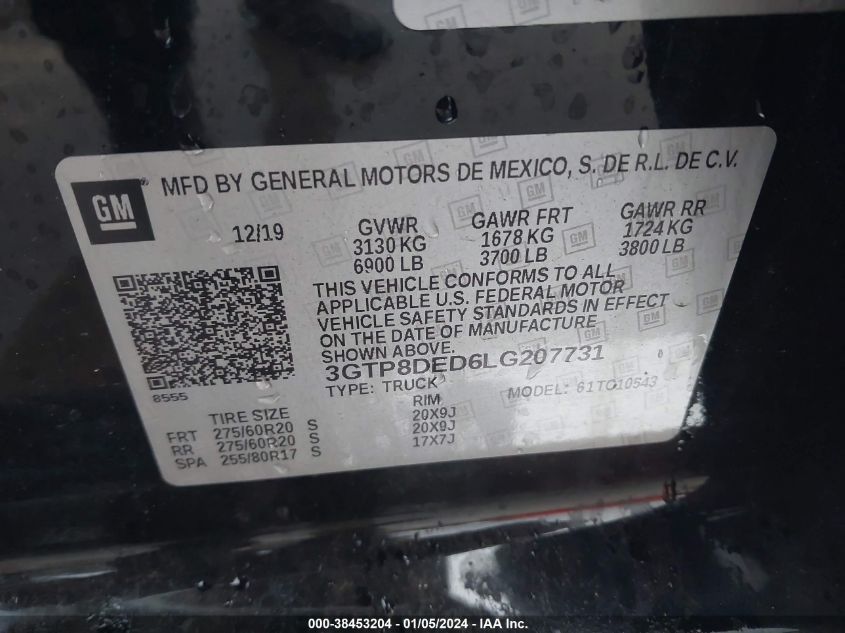 GM
MFD BY GENERAL MOTORS DE MEXICO, S. DE R.L. DE C.V.
12/19 GVWR GAWR FRT GAWR RR
3130 KG 1678 KG 1724 KG
6900 LB 3700 LB 3800 LB
THIS VEHICLE CONFORMS TO ALL
APPLICABLE U.S. FEDERAL MOTOR
VEHICLE SAFETY STANDARDS IN EFFECT
ON THE DATE OF MANUFACTURE
SHOWN ABOVE.
3GTP8DED6LG207731
8555
TYPE: TRUCK MODEL: 61TC10543
TIRE SIZE RIM
FRT 275/60R20 S 20X9J
RR 275/60R20 S 20X9J
SPA 255/80R17 S 17X7J
000-38453204 - 01/05/2024 - IAA Inc.